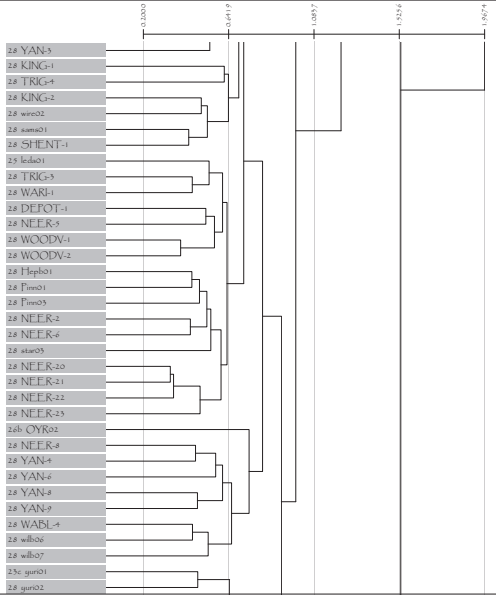 0.2000 0.6419 1.0837 1.5256 1.9674
28 YAN-3
28 KING-1
28 TRIG-4
28 KING-2
28 wire02
28 sams01
28 SHENT-1
25 leda01
28 TRIG-3
28 WARI-1
28 DEPOT-1
28 NEER-5
28 WOODV-1
28 WOODV-2
28 Hepb01
28 Pinn01
28 Pinn03
28 NEER-2
28 NEER-6
28 star03
28 NEER-20
28 NEER-21
28 NEER-22
28 NEER-23
26b OYR02
28 NEER-8
28 YAN-4
28 YAN-6
28 YAN-8
28 YAN-9
28 WABL-4
28 wilb06
28 wilb07
23c yuri01
28 yuri02